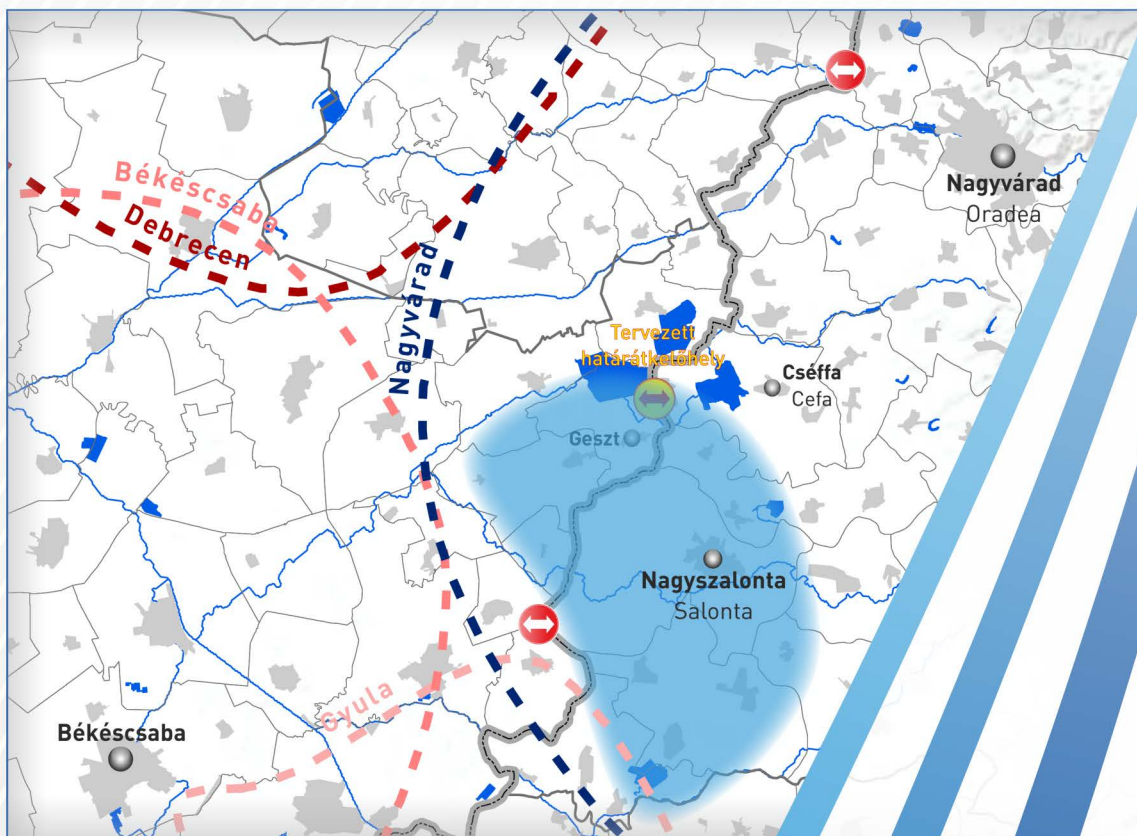 Békéscsaba
Debrecen
Nagyvárad
Nagyvárad
Oradea
Tervezett
határátkelőhely
Cséffa
Cefa
Geszt
Nagyszalonta
Salonta
Gyula
Békéscsaba